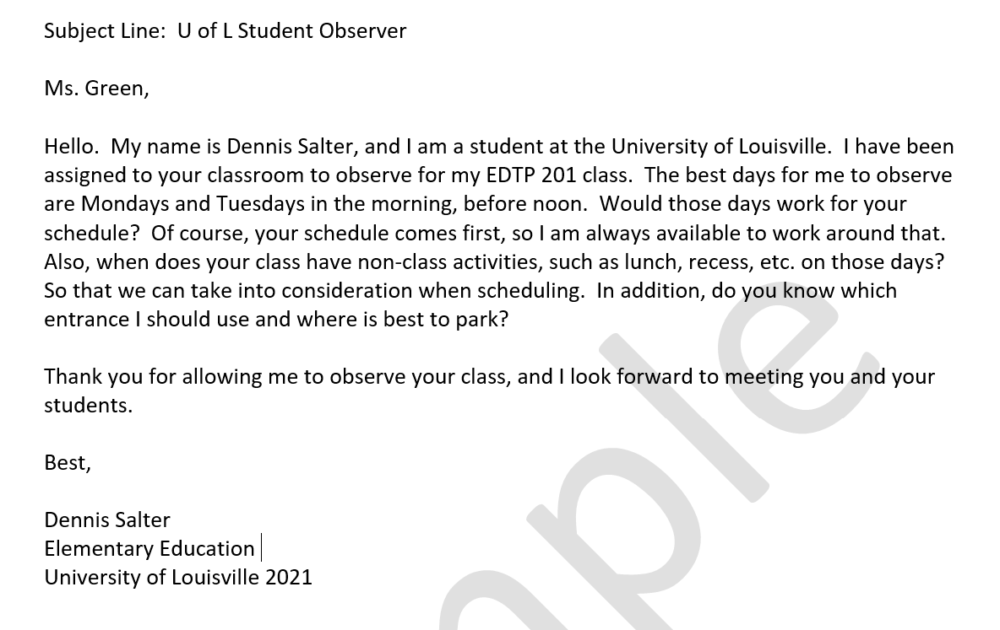 Subject Line:  U of L Student Observer
Ms. Green,
Hello.  My name is Dennis Salter, and I am a student at the University of Louisville.  I have been
assigned to your classroom to observe for my EDTP 201 class.  The best days for me to observe
are Mondays and Tuesdays in the morning, before noon.  Would those days work for your
schedule?  Of course, your schedule comes first, so I am always available to work around that.
Also, when does your class have non-class activities, such as lunch, recess, etc. on those days?
So that we can take into consideration when scheduling.  In addition, do you know which
entrance I should use and where is best to park?
Thank you for allowing me to observe your class, and I look forward to meeting you and your
students.
Best,
Dennis Salter
Elementary Education
University of Louisville 2021
mple